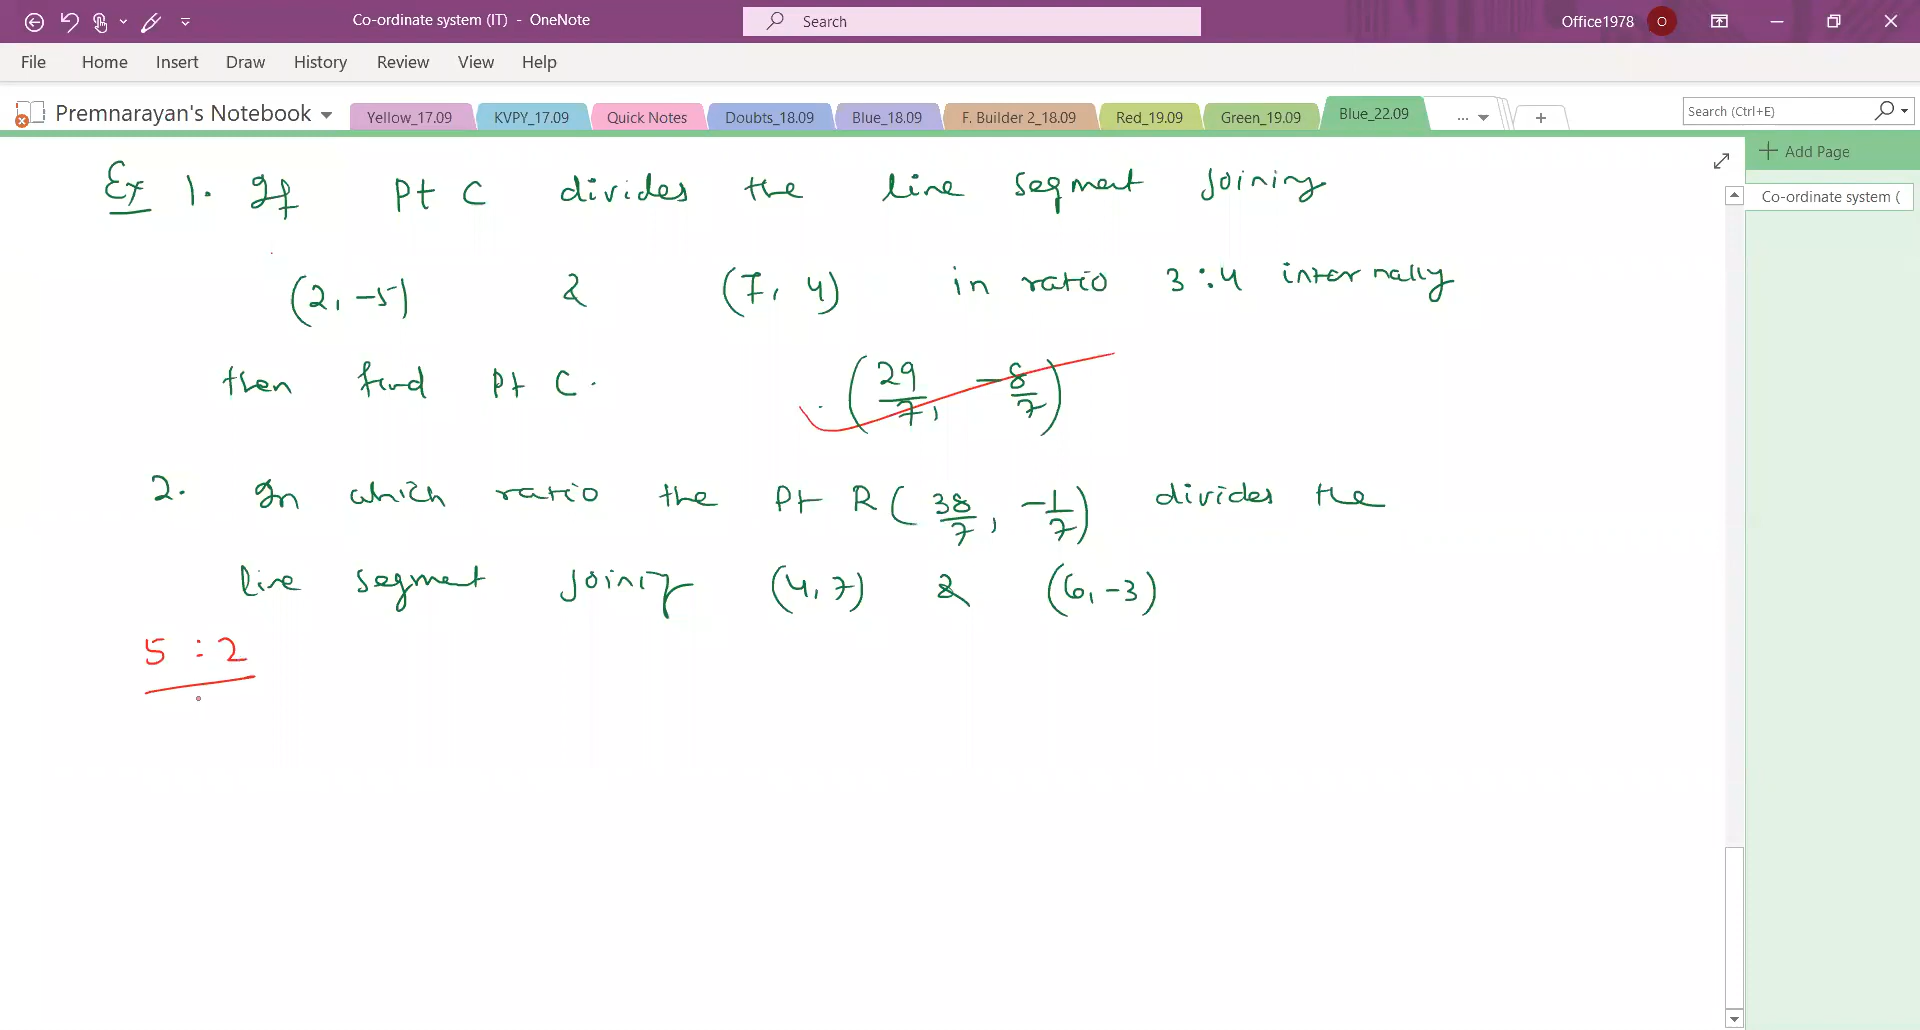 Co-ordinate system (IT) - OneNote
Search
Office1978
O
File Home Insert Draw History Review View Help
Premnarayan's Notebook
Yellow_17.09 KVPY_17.09 Quick Notes Doubts_18.09 Blue_18.09 F. Builder 2_18.09 Red_19.09 Green_19.09 Blue_22.09 ... +
Search (Ctrl+E)
+ Add Page
Co-ordinate system (
Ex 1. If Pt C divides the line segment joining
(2, -5) & (7, 4) in ratio 3:4 internally
then find Pt C. (29/7, -8/7)
2. In which ratio the Pt R (38/7, -1/7) divides the
line segment joining (4, 7) & (6, -3)
5 : 2